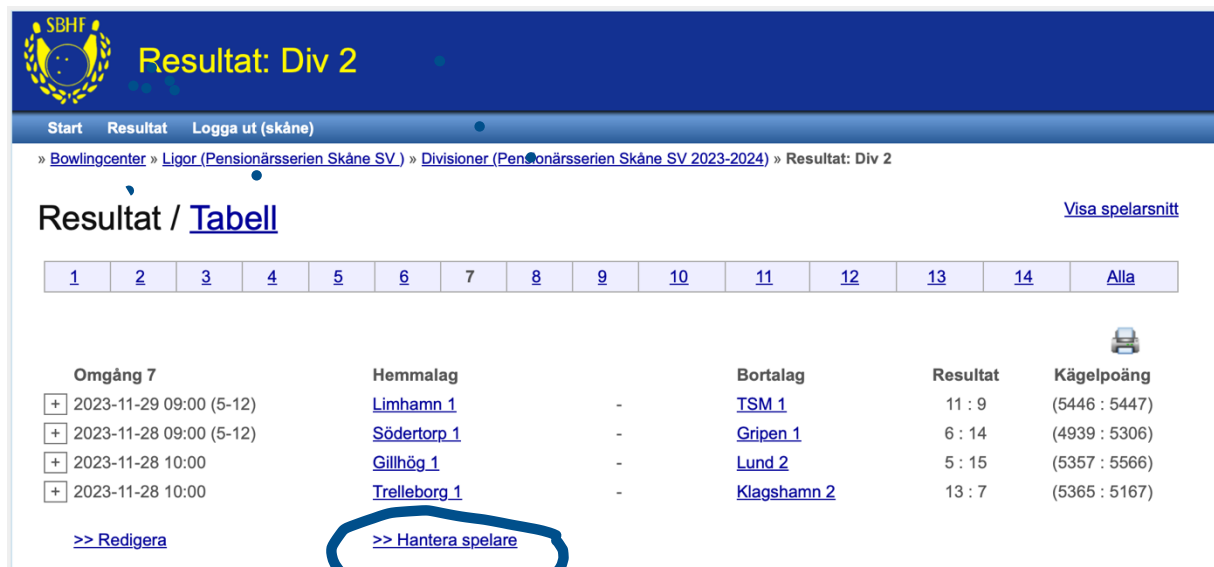 SBHF
Resultat: Div 2
Start Resultat Logga ut (skåne)
» Bowlingcenter » Ligor (Pensionärsserien Skåne SV ) » Divisioner (Pensionärsserien Skåne SV 2023-2024) » Resultat: Div 2
Resultat / Tabell
Visa spelarsnitt
1 2 3 4 5 6 7 8 9 10 11 12 13 14 Alla
Omgång 7 Hemmalag Bortalag Resultat Kägelpoäng
+ 2023-11-29 09:00 (5-12) Limhamn 1 - TSM 1 11 : 9 (5446 : 5447)
+ 2023-11-28 09:00 (5-12) Södertorp 1 - Gripen 1 6 : 14 (4939 : 5306)
+ 2023-11-28 10:00 Gillhög 1 - Lund 2 5 : 15 (5357 : 5566)
+ 2023-11-28 10:00 Trelleborg 1 - Klagshamn 2 13 : 7 (5365 : 5167)
>> Redigera >> Hantera spelare